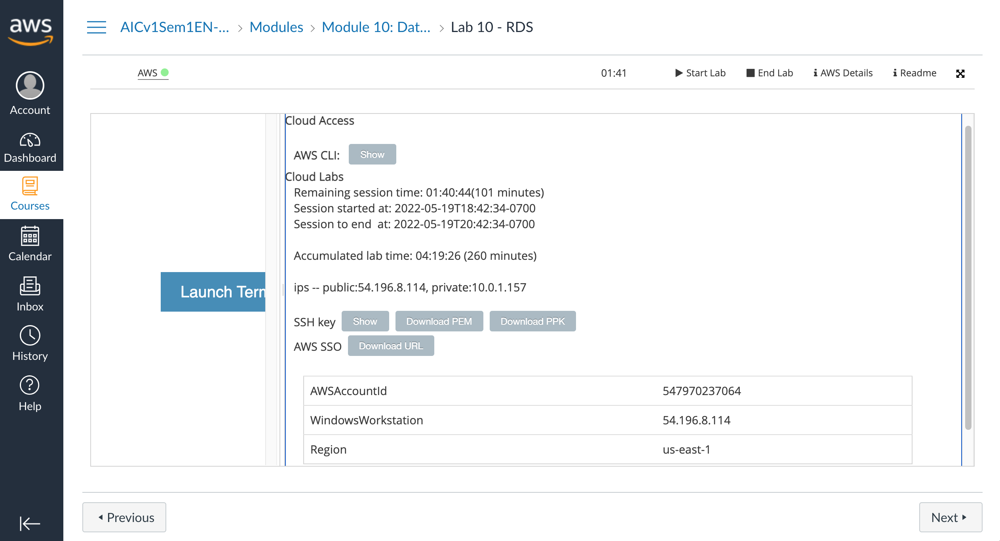 aws
Account
Dashboard
Courses
Calendar
Inbox
History
Help
AICv1Sem1EN-... > Modules > Module 10: Dat... > Lab 10 - RDS
AWS 01:41 Start Lab End Lab AWS Details Readme
Launch Term
Cloud Access
AWS CLI: Show
Cloud Labs
Remaining session time: 01:40:44(101 minutes)
Session started at: 2022-05-19T18:42:34-0700
Session to end  at: 2022-05-19T20:42:34-0700
Accumulated lab time: 04:19:26 (260 minutes)
ips -- public:54.196.8.114, private:10.0.1.157
SSH key Show Download PEM Download PPK
AWS SSO Download URL
AWSAccountId 547970237064
WindowsWorkstation 54.196.8.114
Region us-east-1
Previous Next